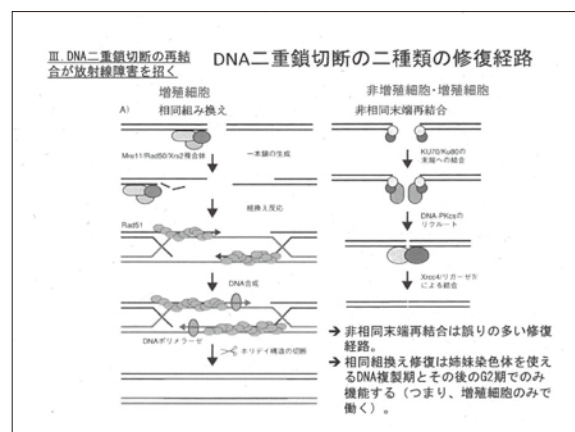 Ⅲ. DNA二重鎖切断の再結
合が放射線障害を招く
DNA二重鎖切断の二種類の修復経路
増殖細胞
A) 相同組み換え
Mre11/Rad50/Xrs2複合体
一本鎖の生成
組換え反応
Rad51
DNA合成
DNAポリメラーゼ
ホリデイ構造の切断
非増殖細胞・増殖細胞
非相同末端再結合
KU70/Ku80の
末端への結合
DNA-PKcsの
リクルート
Xrcc4/リガーゼⅣ
による結合
→ 非相同末端再結合は誤りの多い修復
経路。
→ 相同組換え修復は姉妹染色体を使え
るDNA複製期とその後のG2期でのみ
機能する（つまり、増殖細胞のみで
働く）。